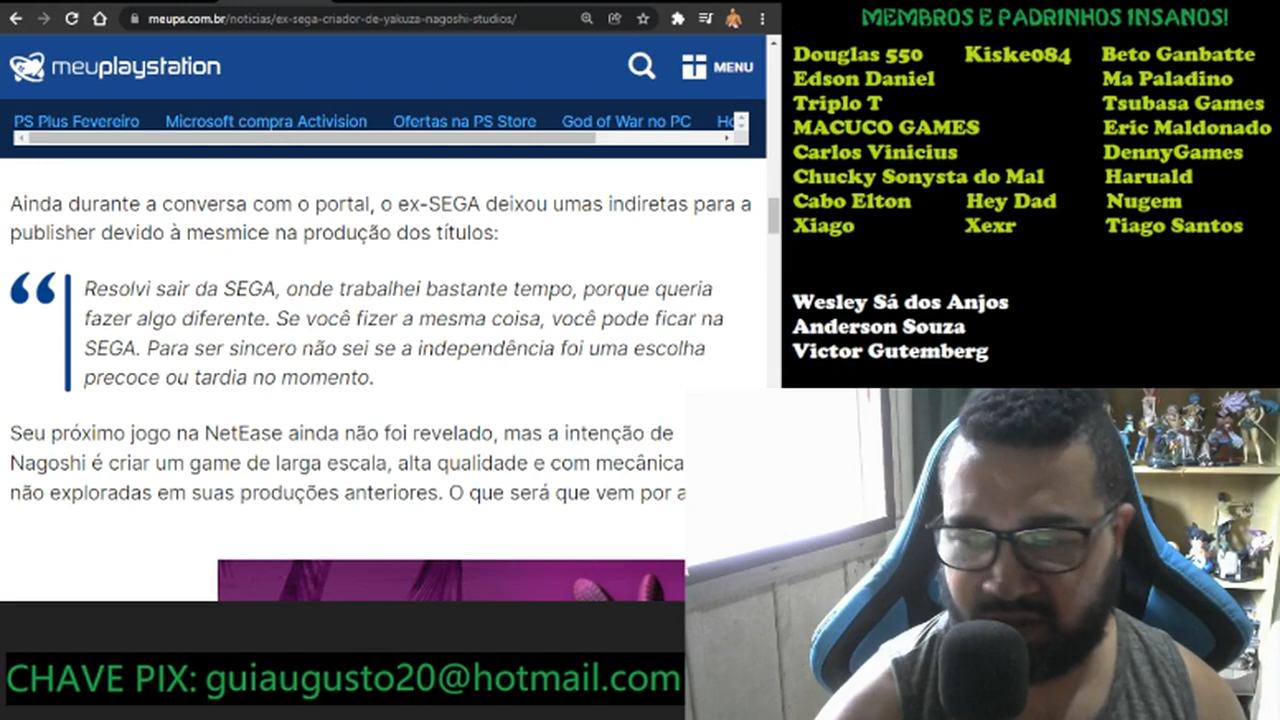 meups.com.br/noticias/ex-sega-criador-de-yakuza-nagoshi-studios/
meuplaystation
MENU
PS Plus Fevereiro Microsoft compra Activision Ofertas na PS Store God of War no PC
Ainda durante a conversa com o portal, o ex-SEGA deixou umas indiretas para a
publisher devido à mesmice na produção dos títulos:
Resolvi sair da SEGA, onde trabalhei bastante tempo, porque queria
fazer algo diferente. Se você fizer a mesma coisa, você pode ficar na
SEGA. Para ser sincero não sei se a independência foi uma escolha
precoce ou tardia no momento.
Seu próximo jogo na NetEase ainda não foi revelado, mas a intenção de
Nagoshi é criar um game de larga escala, alta qualidade e com mecânica
não exploradas em suas produções anteriores. O que será que vem por a
CHAVE PIX: guiaugusto20@hotmail.com
MEMBROS E PADRINHOS INSANOS!
Douglas 550 Kiske084 Beto Ganbatte
Edson Daniel Ma Paladino
Triplo T Tsubasa Games
MACUCO GAMES Eric Maldonado
Carlos Vinicius DennyGames
Chucky Sonysta do Mal Haruald
Cabo Elton Hey Dad Nugem
Xiago Xexr Tiago Santos
Wesley Sá dos Anjos
Anderson Souza
Victor Gutemberg